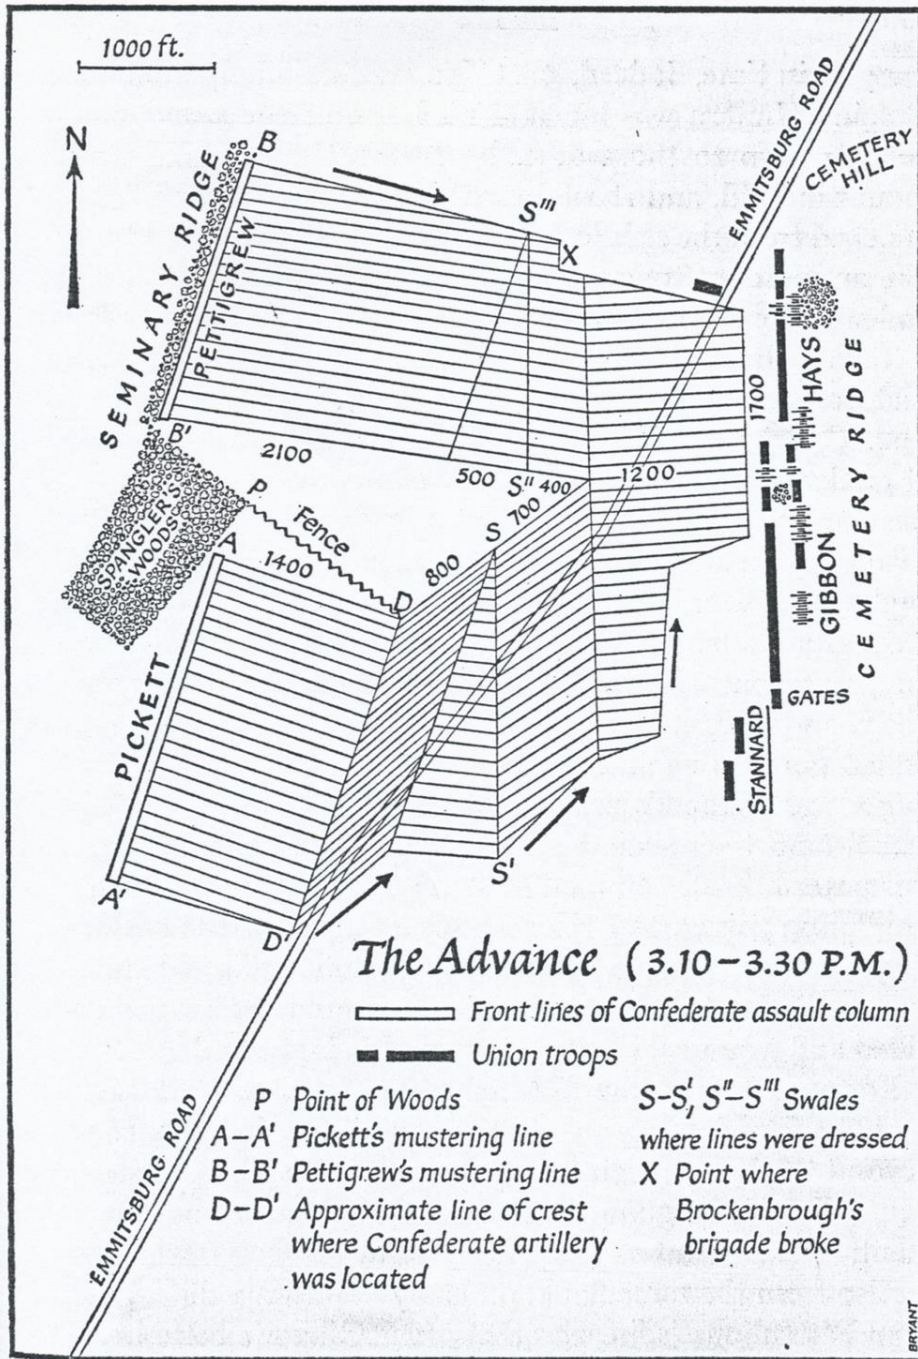 1000 ft.
N
EMMITSBURG ROAD
CEMETERY
HILL
B
SEMINARY RIDGE
PETTIGREW
S'''
X
HAYS
CEMETERY RIDGE
1700
B'
2100
500
S''
400
1200
P
Fence
SPANGLER'S
WOODS
A
1400
S
700
800
D
GIBBON
PICKETT
GATES
STANNARD
A'
S'
D'
The Advance (3.10–3.30 P.M.)
Front lines of Confederate assault column
Union troops
P Point of Woods
A–A' Pickett's mustering line
B–B' Pettigrew's mustering line
D–D' Approximate line of crest
where Confederate artillery
was located
S–S', S''–S''' Swales
where lines were dressed
X Point where
Brockenbrough's
brigade broke
EMMITSBURG ROAD
BRYANT